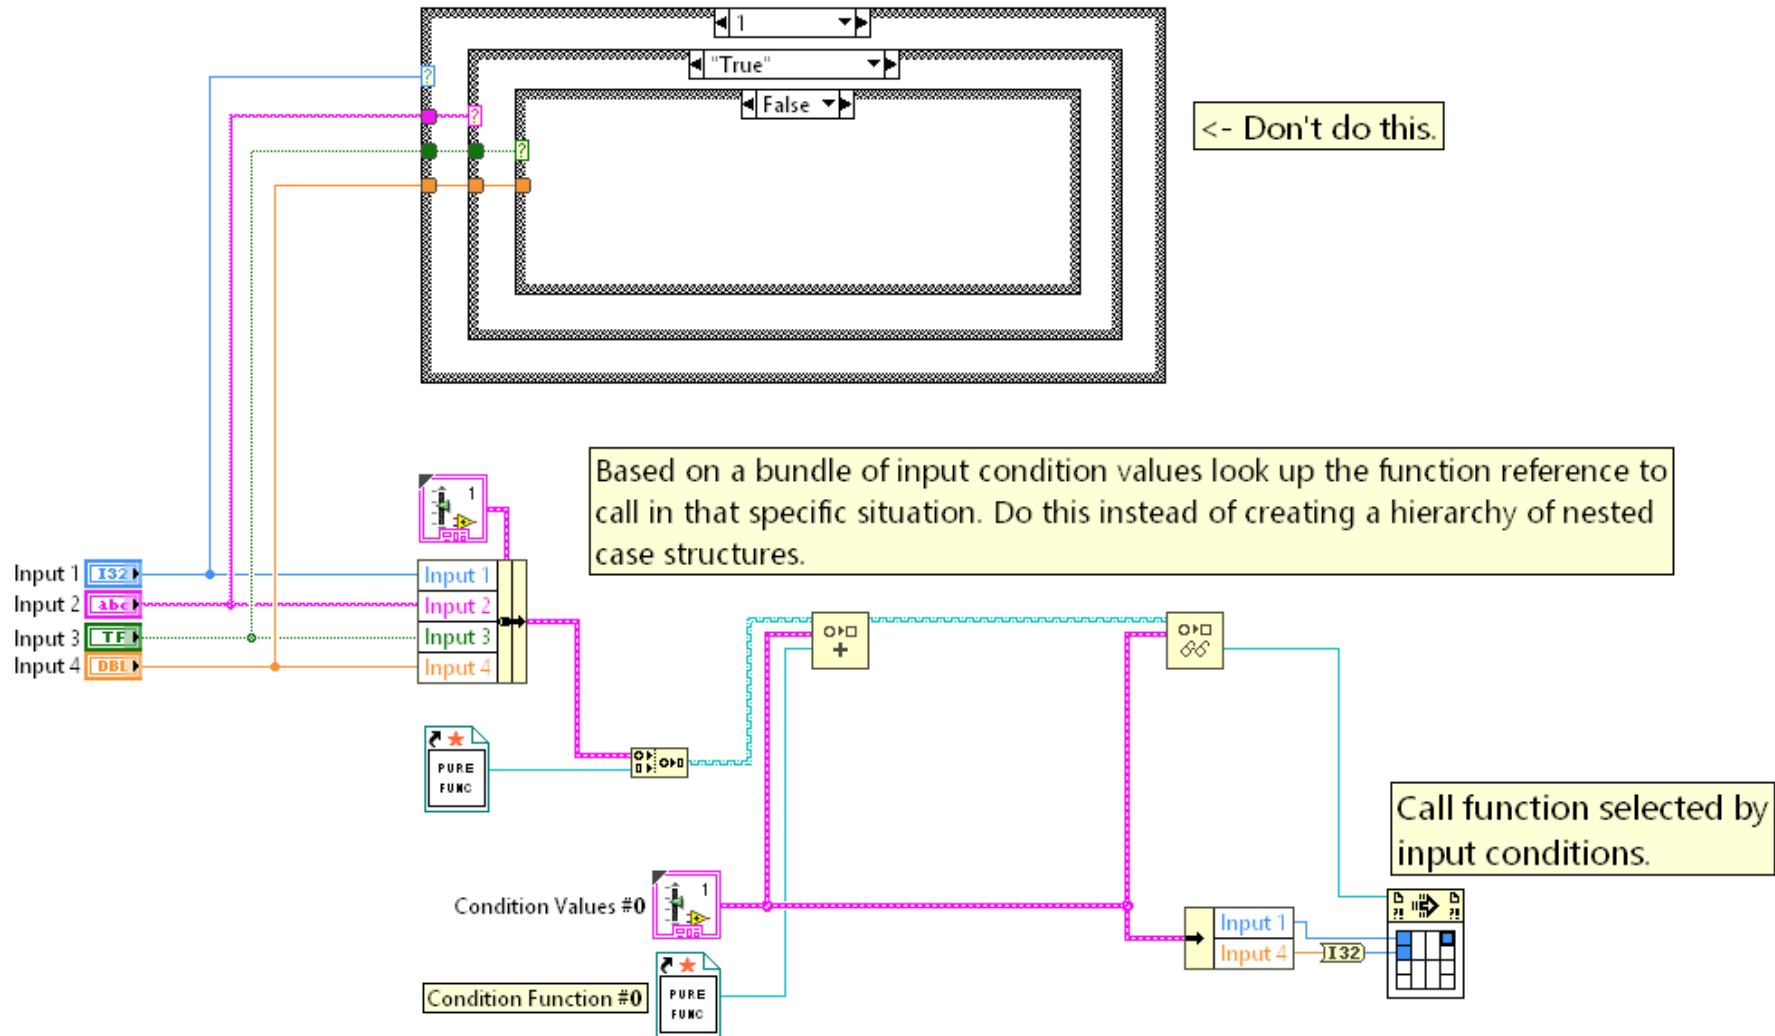 1
"True"
False
?
?
?
<- Don't do this.
Based on a bundle of input condition values look up the function reference to
call in that specific situation. Do this instead of creating a hierarchy of nested
case structures.
1
Input 1 I32
Input 2 abc
Input 3 TF
Input 4 DBL
Input 1
Input 2
Input 3
Input 4
PURE
FUNC
Call function selected by
input conditions.
Condition Values #0
1
Input 1
Input 4
I32
Condition Function #0
PURE
FUNC